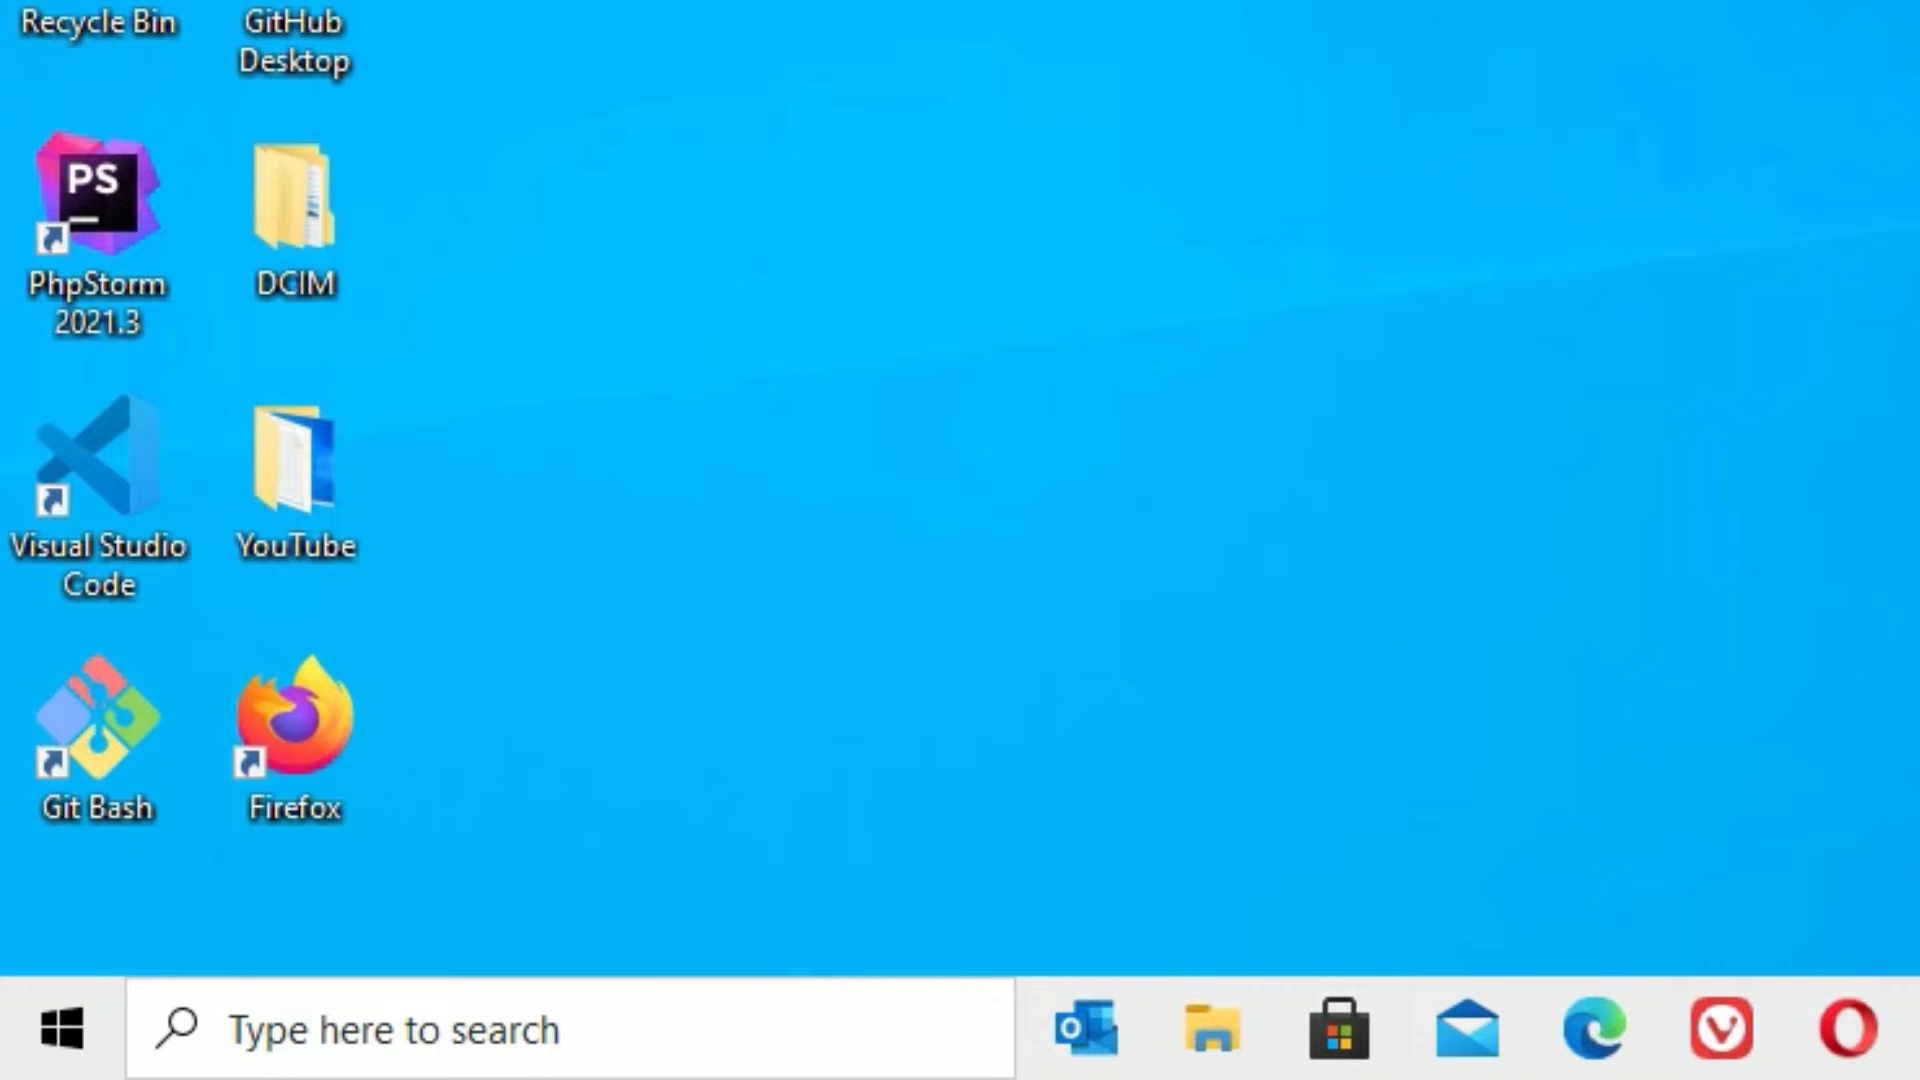 Recycle Bin
GitHub
Desktop
PS
PhpStorm
2021.3
DCIM
Visual Studio
Code
YouTube
Git Bash
Firefox
Type here to search